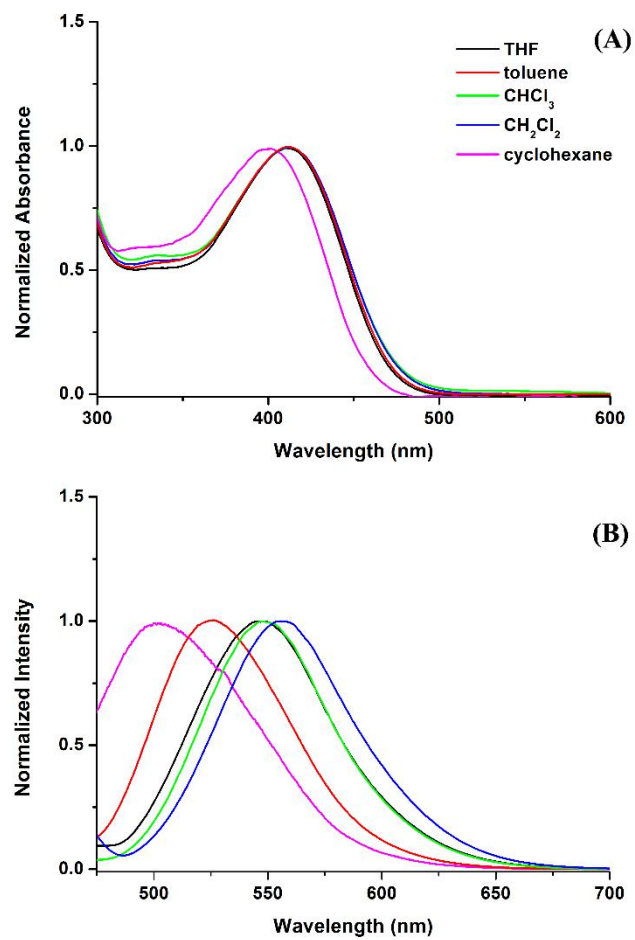 (A)
THF
toluene
CHCl₃
CH₂Cl₂
cyclohexane
Normalized Absorbance
1.5
1.0
0.5
0.0
300 400 500 600
Wavelength (nm)
(B)
Normalized Intensity
1.5
1.0
0.5
0.0
500 550 600 650 700
Wavelength (nm)